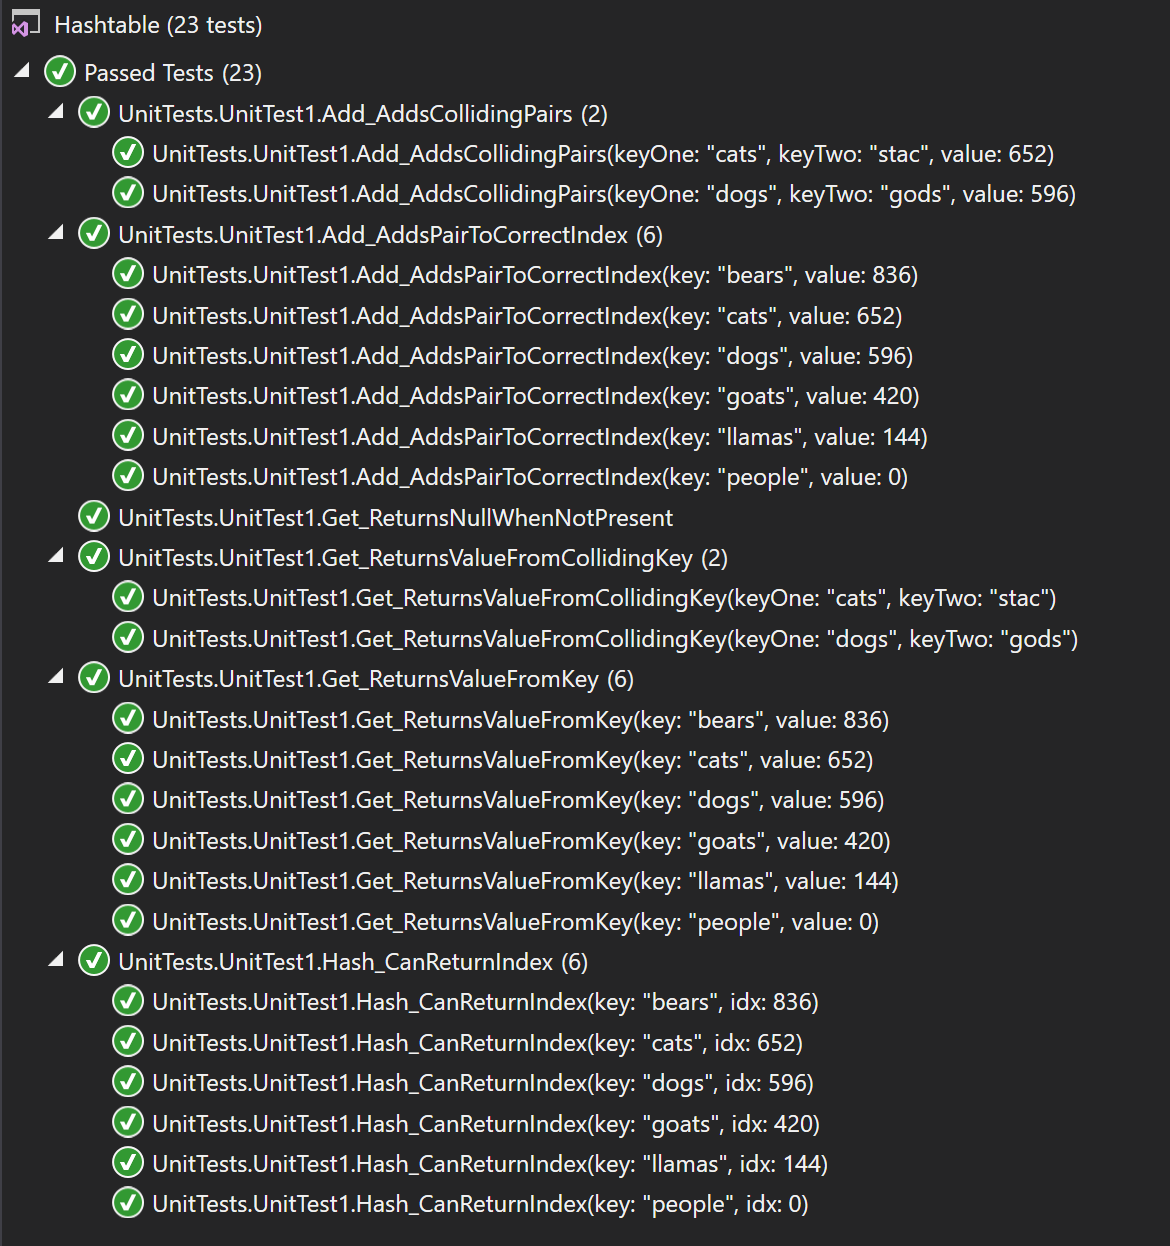 Hashtable (23 tests)
Passed Tests (23)
UnitTests.UnitTest1.Add_AddsCollidingPairs (2)
UnitTests.UnitTest1.Add_AddsCollidingPairs(keyOne: "cats", keyTwo: "stac", value: 652)
UnitTests.UnitTest1.Add_AddsCollidingPairs(keyOne: "dogs", keyTwo: "gods", value: 596)
UnitTests.UnitTest1.Add_AddsPairToCorrectIndex (6)
UnitTests.UnitTest1.Add_AddsPairToCorrectIndex(key: "bears", value: 836)
UnitTests.UnitTest1.Add_AddsPairToCorrectIndex(key: "cats", value: 652)
UnitTests.UnitTest1.Add_AddsPairToCorrectIndex(key: "dogs", value: 596)
UnitTests.UnitTest1.Add_AddsPairToCorrectIndex(key: "goats", value: 420)
UnitTests.UnitTest1.Add_AddsPairToCorrectIndex(key: "llamas", value: 144)
UnitTests.UnitTest1.Add_AddsPairToCorrectIndex(key: "people", value: 0)
UnitTests.UnitTest1.Get_ReturnsNullWhenNotPresent
UnitTests.UnitTest1.Get_ReturnsValueFromCollidingKey (2)
UnitTests.UnitTest1.Get_ReturnsValueFromCollidingKey(keyOne: "cats", keyTwo: "stac")
UnitTests.UnitTest1.Get_ReturnsValueFromCollidingKey(keyOne: "dogs", keyTwo: "gods")
UnitTests.UnitTest1.Get_ReturnsValueFromKey (6)
UnitTests.UnitTest1.Get_ReturnsValueFromKey(key: "bears", value: 836)
UnitTests.UnitTest1.Get_ReturnsValueFromKey(key: "cats", value: 652)
UnitTests.UnitTest1.Get_ReturnsValueFromKey(key: "dogs", value: 596)
UnitTests.UnitTest1.Get_ReturnsValueFromKey(key: "goats", value: 420)
UnitTests.UnitTest1.Get_ReturnsValueFromKey(key: "llamas", value: 144)
UnitTests.UnitTest1.Get_ReturnsValueFromKey(key: "people", value: 0)
UnitTests.UnitTest1.Hash_CanReturnIndex (6)
UnitTests.UnitTest1.Hash_CanReturnIndex(key: "bears", idx: 836)
UnitTests.UnitTest1.Hash_CanReturnIndex(key: "cats", idx: 652)
UnitTests.UnitTest1.Hash_CanReturnIndex(key: "dogs", idx: 596)
UnitTests.UnitTest1.Hash_CanReturnIndex(key: "goats", idx: 420)
UnitTests.UnitTest1.Hash_CanReturnIndex(key: "llamas", idx: 144)
UnitTests.UnitTest1.Hash_CanReturnIndex(key: "people", idx: 0)